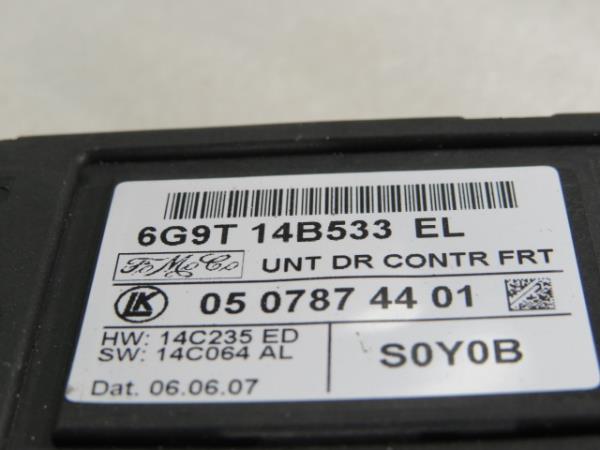 6G9T 14B533 EL
FoMoCo UNT DR CONTR FRT
LK 05 0787 44 01
HW: 14C235 ED
SW: 14C064 AL
S0Y0B
Dat. 06.06.07